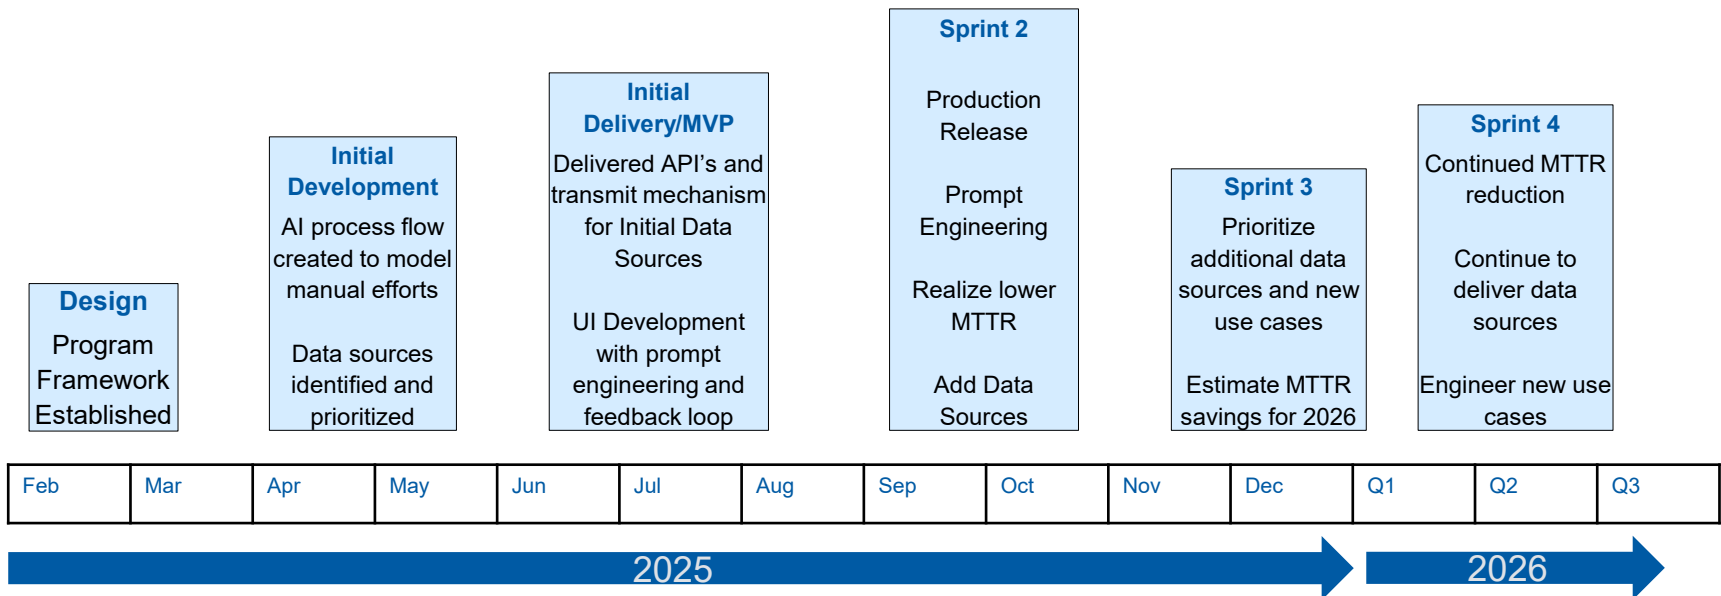 Design
Program
Framework
Established
Initial
Development
AI process flow
created to model
manual efforts
Data sources
identified and
prioritized
Initial
Delivery/MVP
Delivered API’s and
transmit mechanism
for Initial Data
Sources
UI Development
with prompt
engineering and
feedback loop
Sprint 2
Production
Release
Prompt
Engineering
Realize lower
MTTR
Add Data
Sources
Sprint 3
Prioritize
additional data
sources and new
use cases
Estimate MTTR
savings for 2026
Sprint 4
Continued MTTR
reduction
Continue to
deliver data
sources
Engineer new use
cases
Feb Mar Apr May Jun Jul Aug Sep Oct Nov Dec Q1 Q2 Q3
2025 2026